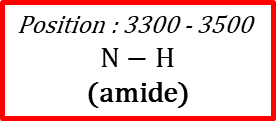 Position : 3300 - 3500
N − H
(amide)